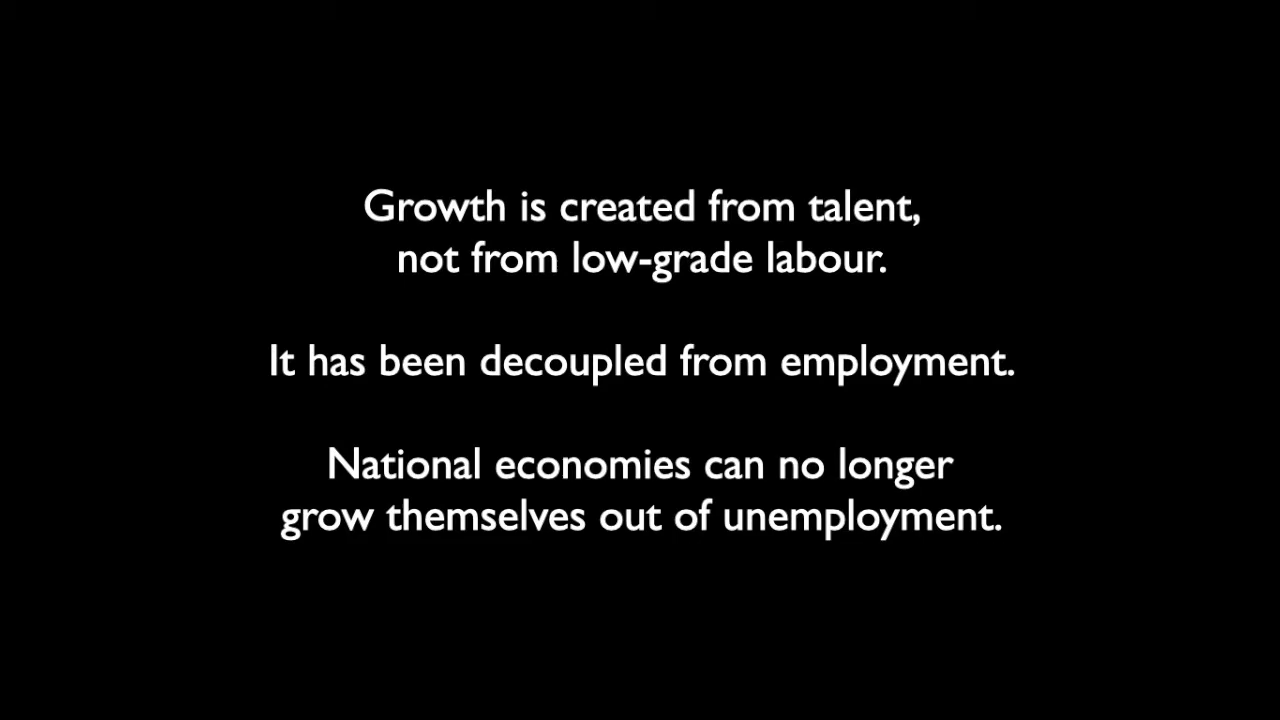 Growth is created from talent,
not from low-grade labour.
It has been decoupled from employment.
National economies can no longer
grow themselves out of unemployment.